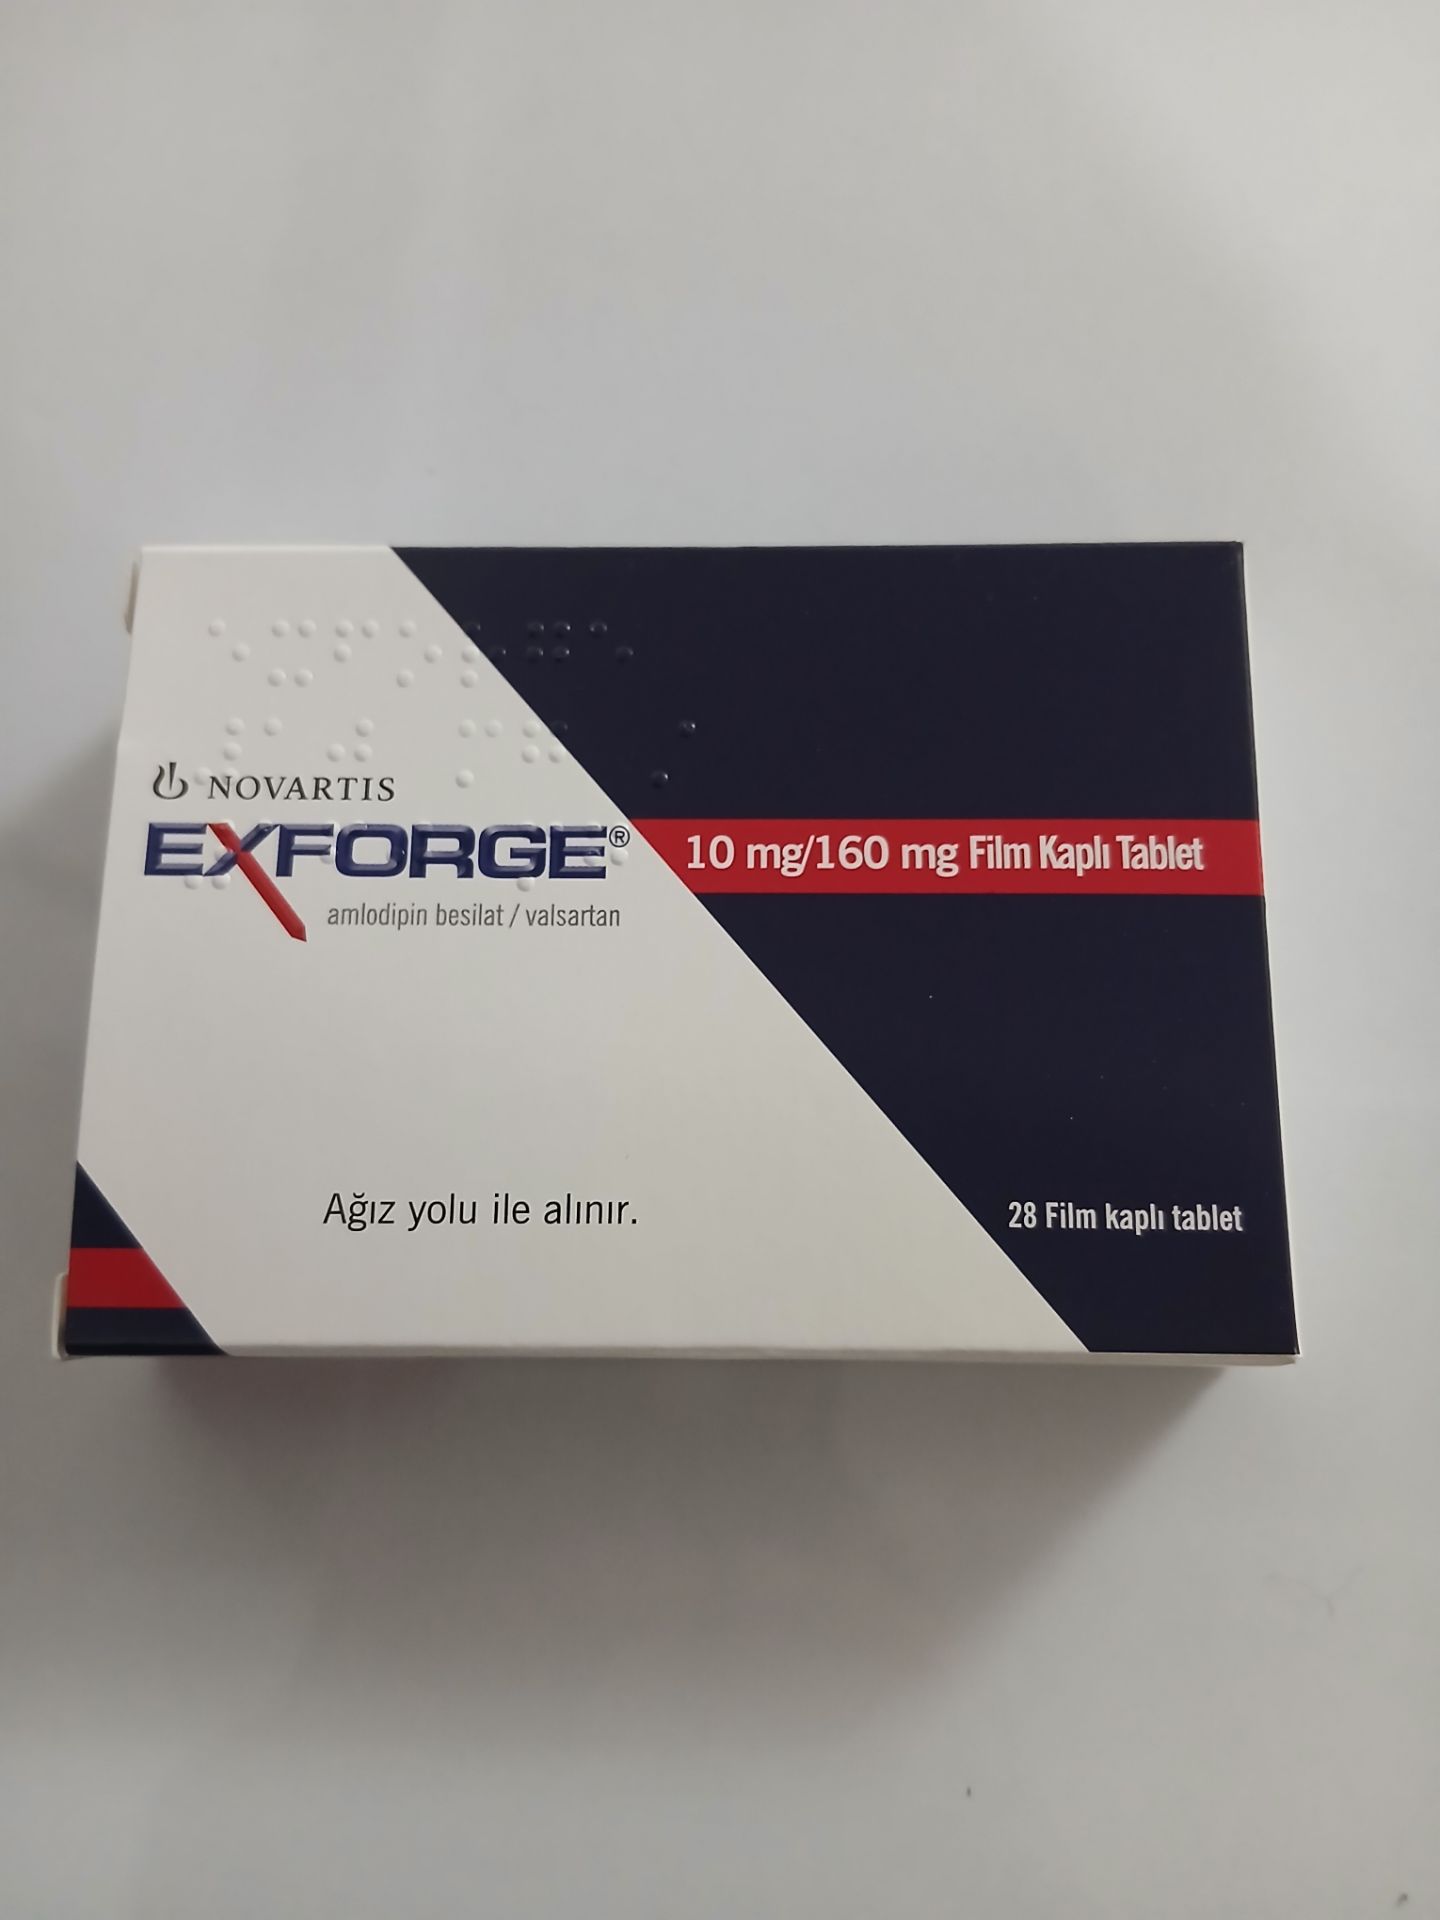 NOVARTIS
EXFORGE®
10 mg/160 mg Film Kaplı Tablet
amlodipin besilat / valsartan
Ağız yolu ile alınır.
28 Film kaplı tablet